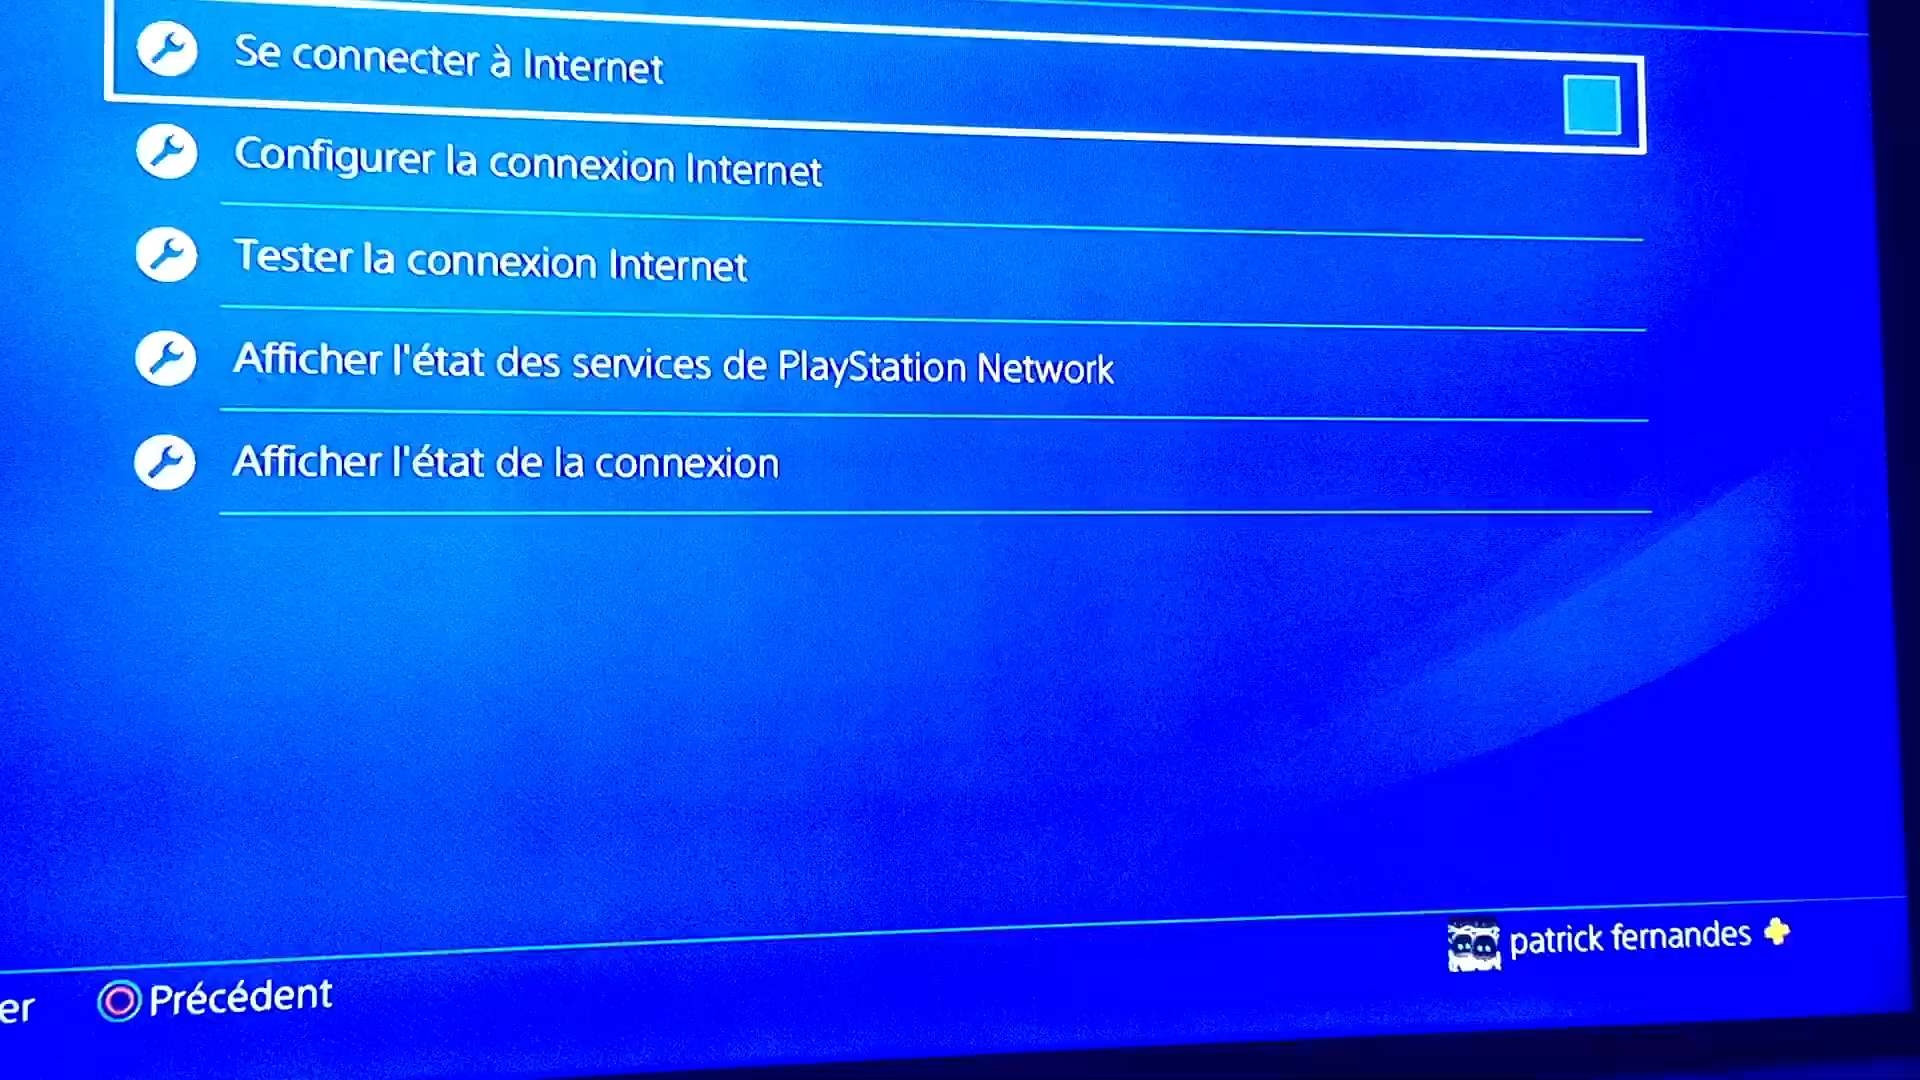 Se connecter à Internet
Configurer la connexion Internet
Tester la connexion Internet
Afficher l'état des services de PlayStation Network
Afficher l'état de la connexion
patrick fernandes
er Précédent